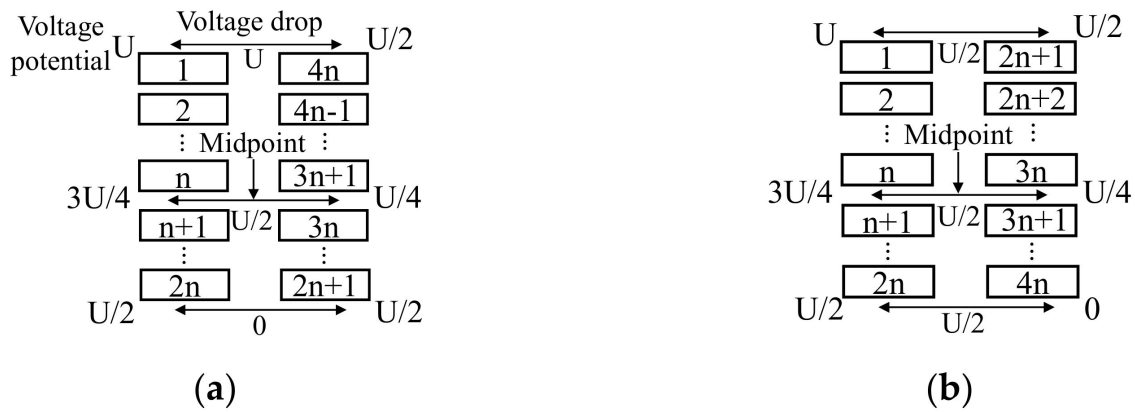 Voltage potential
U
Voltage drop
U/2
U
1
4n
2
4n-1
⋮
Midpoint
⋮
n
3n+1
3U/4
U/4
U/2
n+1
3n
⋮
⋮
2n
2n+1
U/2
U/2
0
(a)
U
U/2
U/2
1
2n+1
2
2n+2
⋮
Midpoint
⋮
n
3n
3U/4
U/4
U/2
n+1
3n+1
⋮
⋮
2n
4n
U/2
0
U/2
(b)